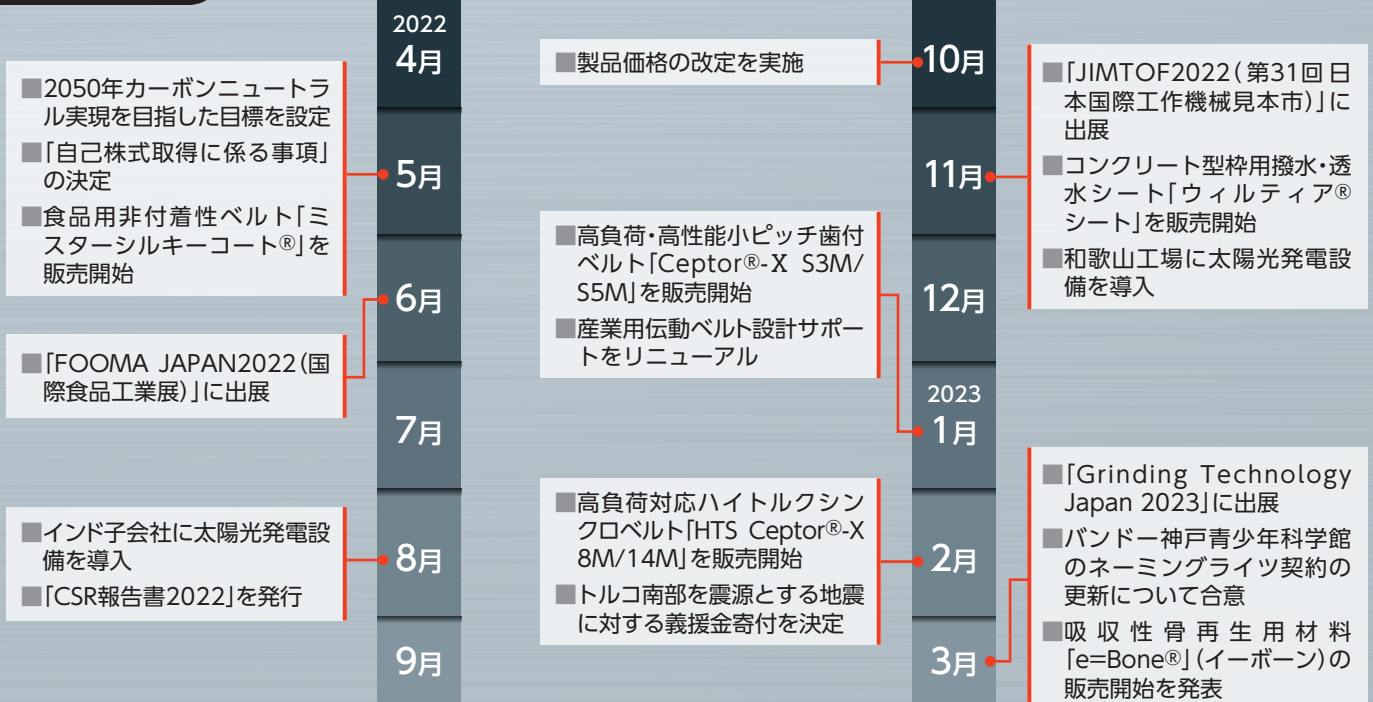 2022
4月
■2050年カーボンニュートラ
ル実現を目指した目標を設定
■「自己株式取得に係る事項」
の決定
■食品用非付着性ベルト「ミ
スターシルキーコート®」を
販売開始
5月
6月
■「FOOMA JAPAN2022(国
際食品工業展)」に出展
7月
■インド子会社に太陽光発電設
備を導入
■「CSR報告書2022」を発行
8月
9月
■製品価格の改定を実施
10月
■「JIMTOF2022(第31回日
本国際工作機械見本市)」に
出展
■コンクリート型枠用撥水・透
水シート「ウィルティア®
シート」を販売開始
■和歌山工場に太陽光発電設
備を導入
11月
12月
■高負荷・高性能小ピッチ歯付
ベルト「Ceptor®-X S3M/
S5M」を販売開始
■産業用伝動ベルト設計サポー
トをリニューアル
2023
1月
■高負荷対応ハイトルクシン
クロベルト「HTS Ceptor®-X
8M/14M」を販売開始
■トルコ南部を震源とする地震
に対する義援金寄付を決定
2月
3月
■「Grinding Technology
Japan 2023」に出展
■バンドー神戸青少年科学館
のネーミングライツ契約の
更新について合意
■吸収性骨再生用材料
「e=Bone®」(イーボーン)の
販売開始を発表